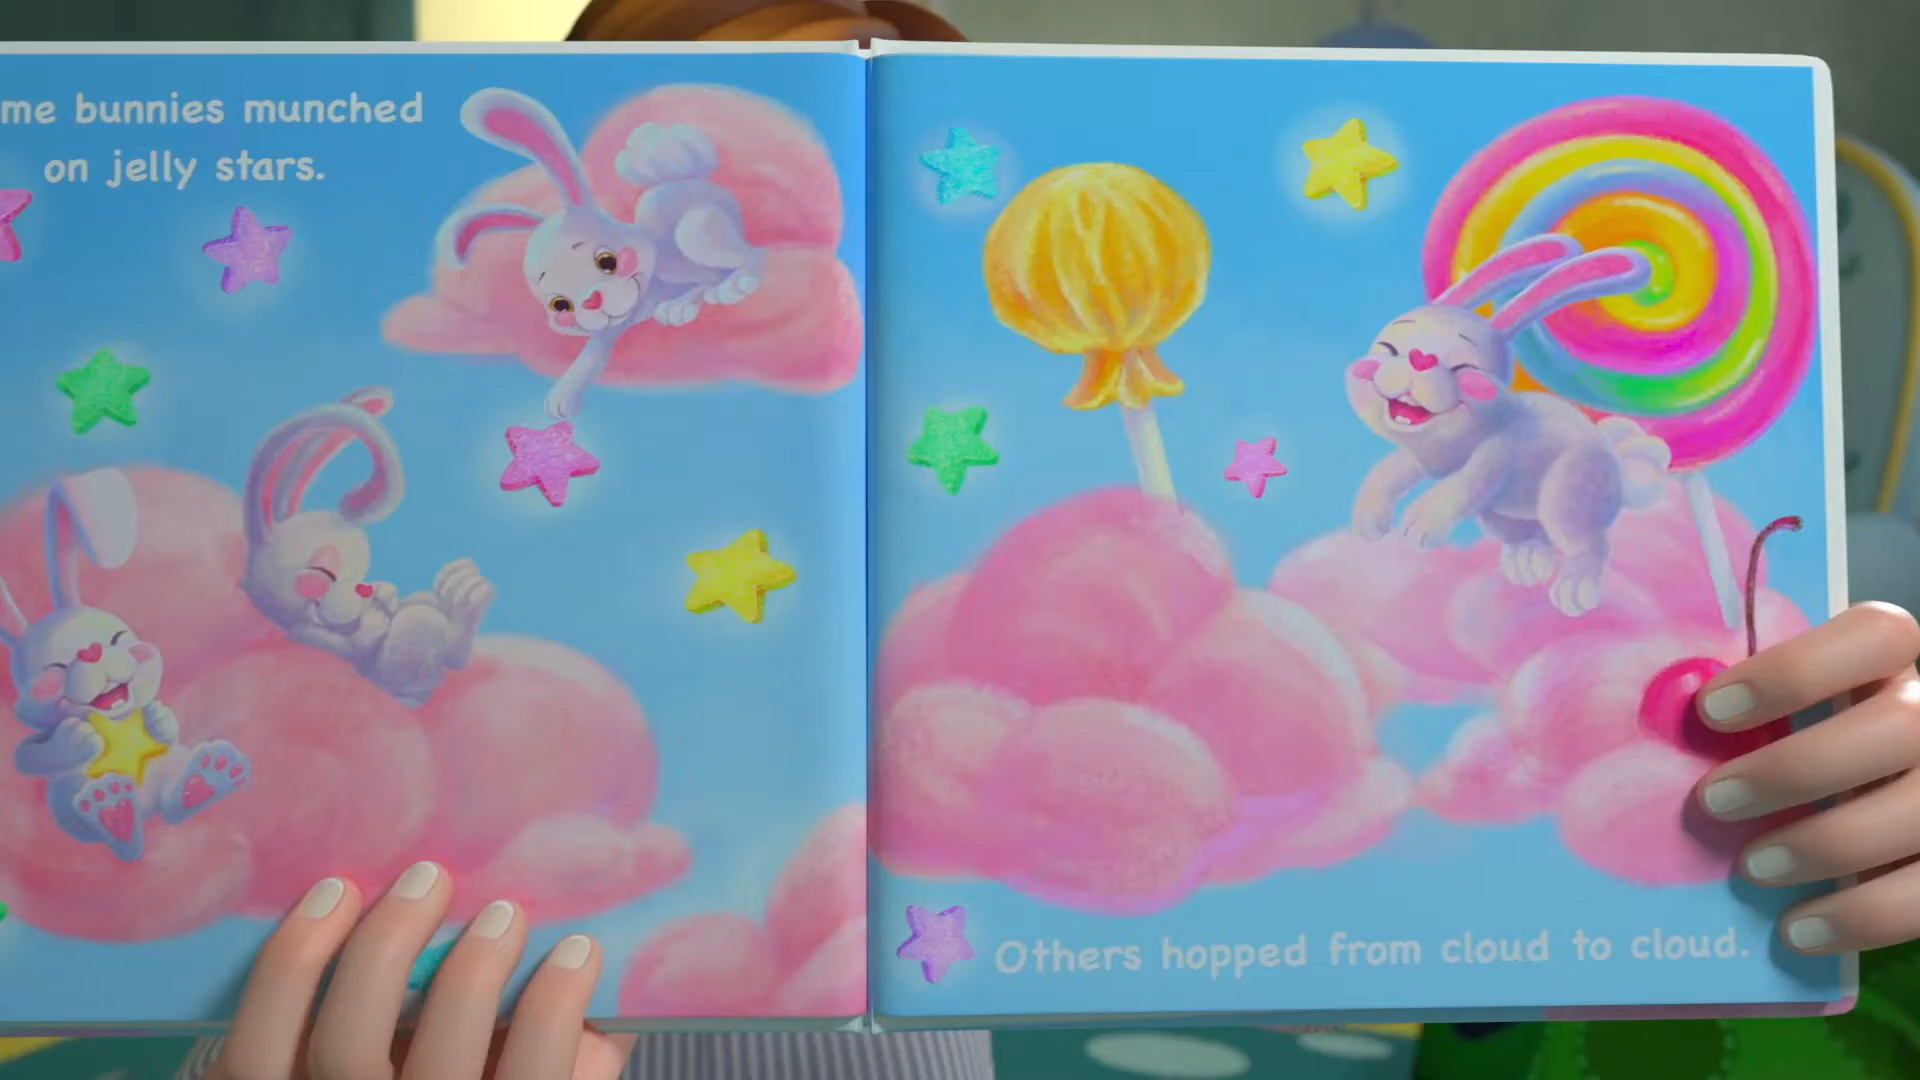 me bunnies munched
on jelly stars.
Others hopped from cloud to cloud.